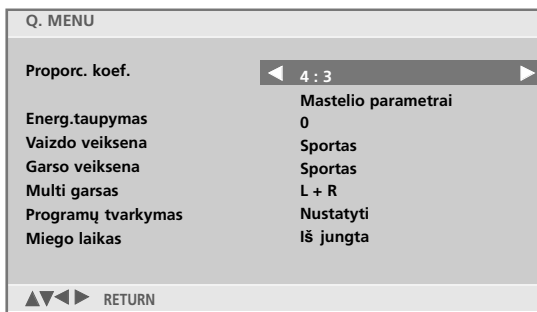 Q. MENU
Proporc. koef. 4 : 3
Mastelio parametrai
Energ.taupymas 0
Vaizdo veiksena Sportas
Garso veiksena Sportas
Multi garsas L + R
Programų tvarkymas Nustatyti
Miego laikas Iš jungta
RETURN